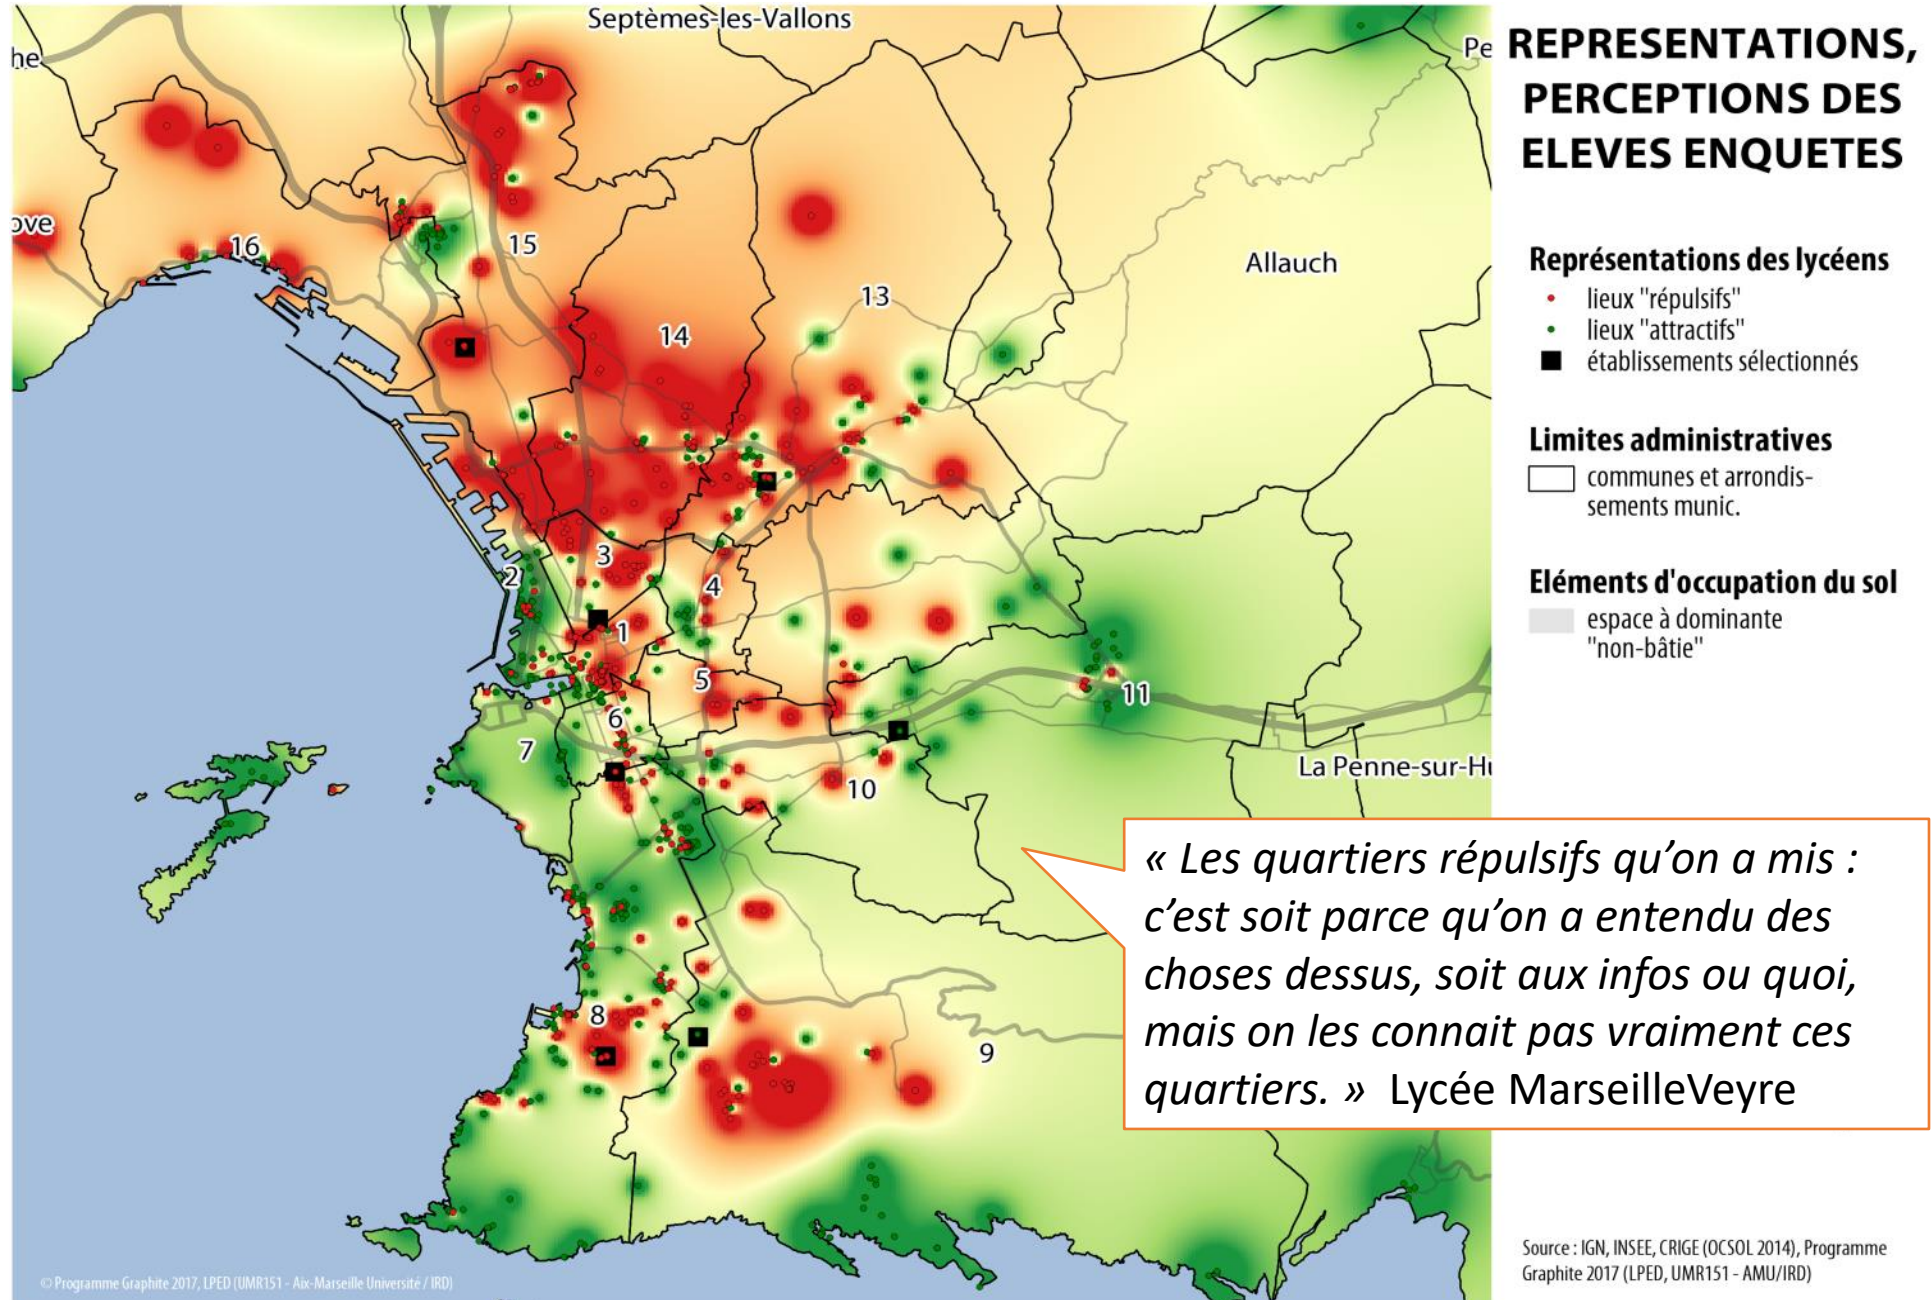 Septèmes-les-Vallons
he
Pe
ove
16
15
14
13
Allauch
3
2
4
1
5
6
7
11
10
La Penne-sur-Hu
8
9
REPRESENTATIONS,
PERCEPTIONS DES
ELEVES ENQUETES
Représentations des lycéens
lieux "répulsifs"
lieux "attractifs"
établissements sélectionnés
Limites administratives
communes et arrondis-
sements munic.
Eléments d'occupation du sol
espace à dominante
"non-bâtie"
« Les quartiers répulsifs qu’on a mis :
c’est soit parce qu’on a entendu des
choses dessus, soit aux infos ou quoi,
mais on les connait pas vraiment ces
quartiers. » Lycée MarseilleVeyre
Source : IGN, INSEE, CRIGE (OCSOL 2014), Programme
Graphite 2017 (LPED, UMR151 - AMU/IRD)
© Programme Graphite 2017, LPED (UMR151 - Aix-Marseille Université / IRD)